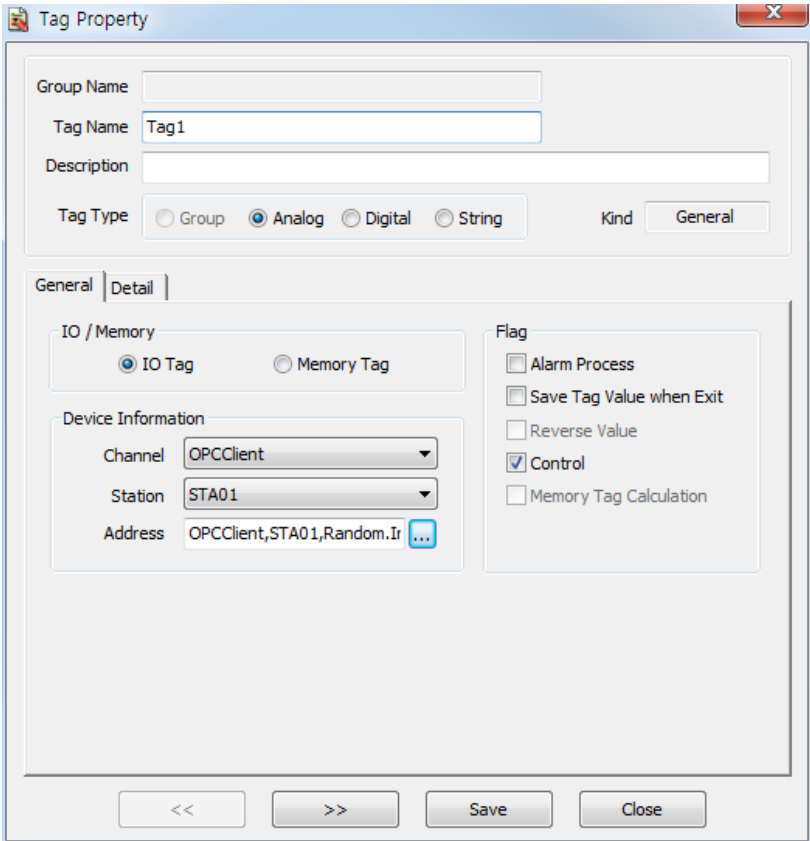 Tag Property
Group Name
Tag Name Tag1
Description
Tag Type Group Analog Digital String Kind General
General Detail
IO / Memory
IO Tag Memory Tag
Device Information
Channel OPCClient
Station STA01
Address OPCClient,STA01,Random.Ir ...
Flag
Alarm Process
Save Tag Value when Exit
Reverse Value
Control
Memory Tag Calculation
<< >> Save Close